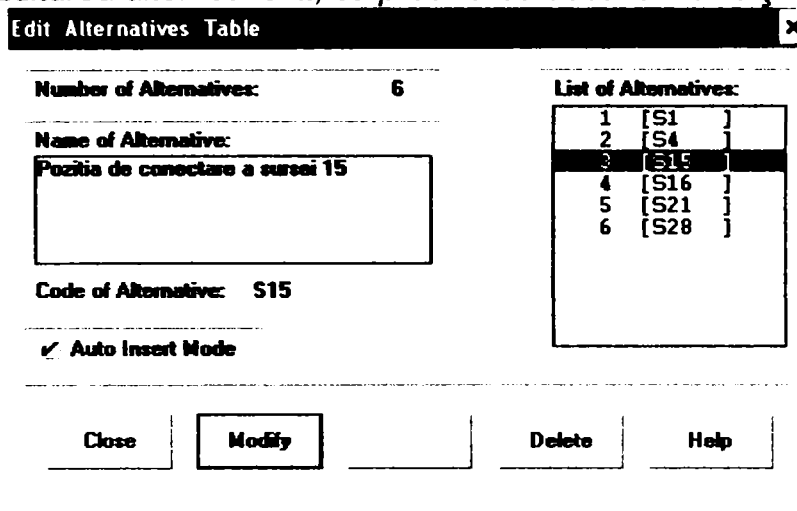 Edit Alternatives Table
Number of Alternatives: 6
Name of Alternative:
Pozitia de conectare a sursei 15
Code of Alternative: S15
✔ Auto Insert Mode
List of Alternatives:
1 [S1 ]
2 [S4 ]
3 [S15 ]
4 [S16 ]
5 [S21 ]
6 [S28 ]
Close Modify Delete Help